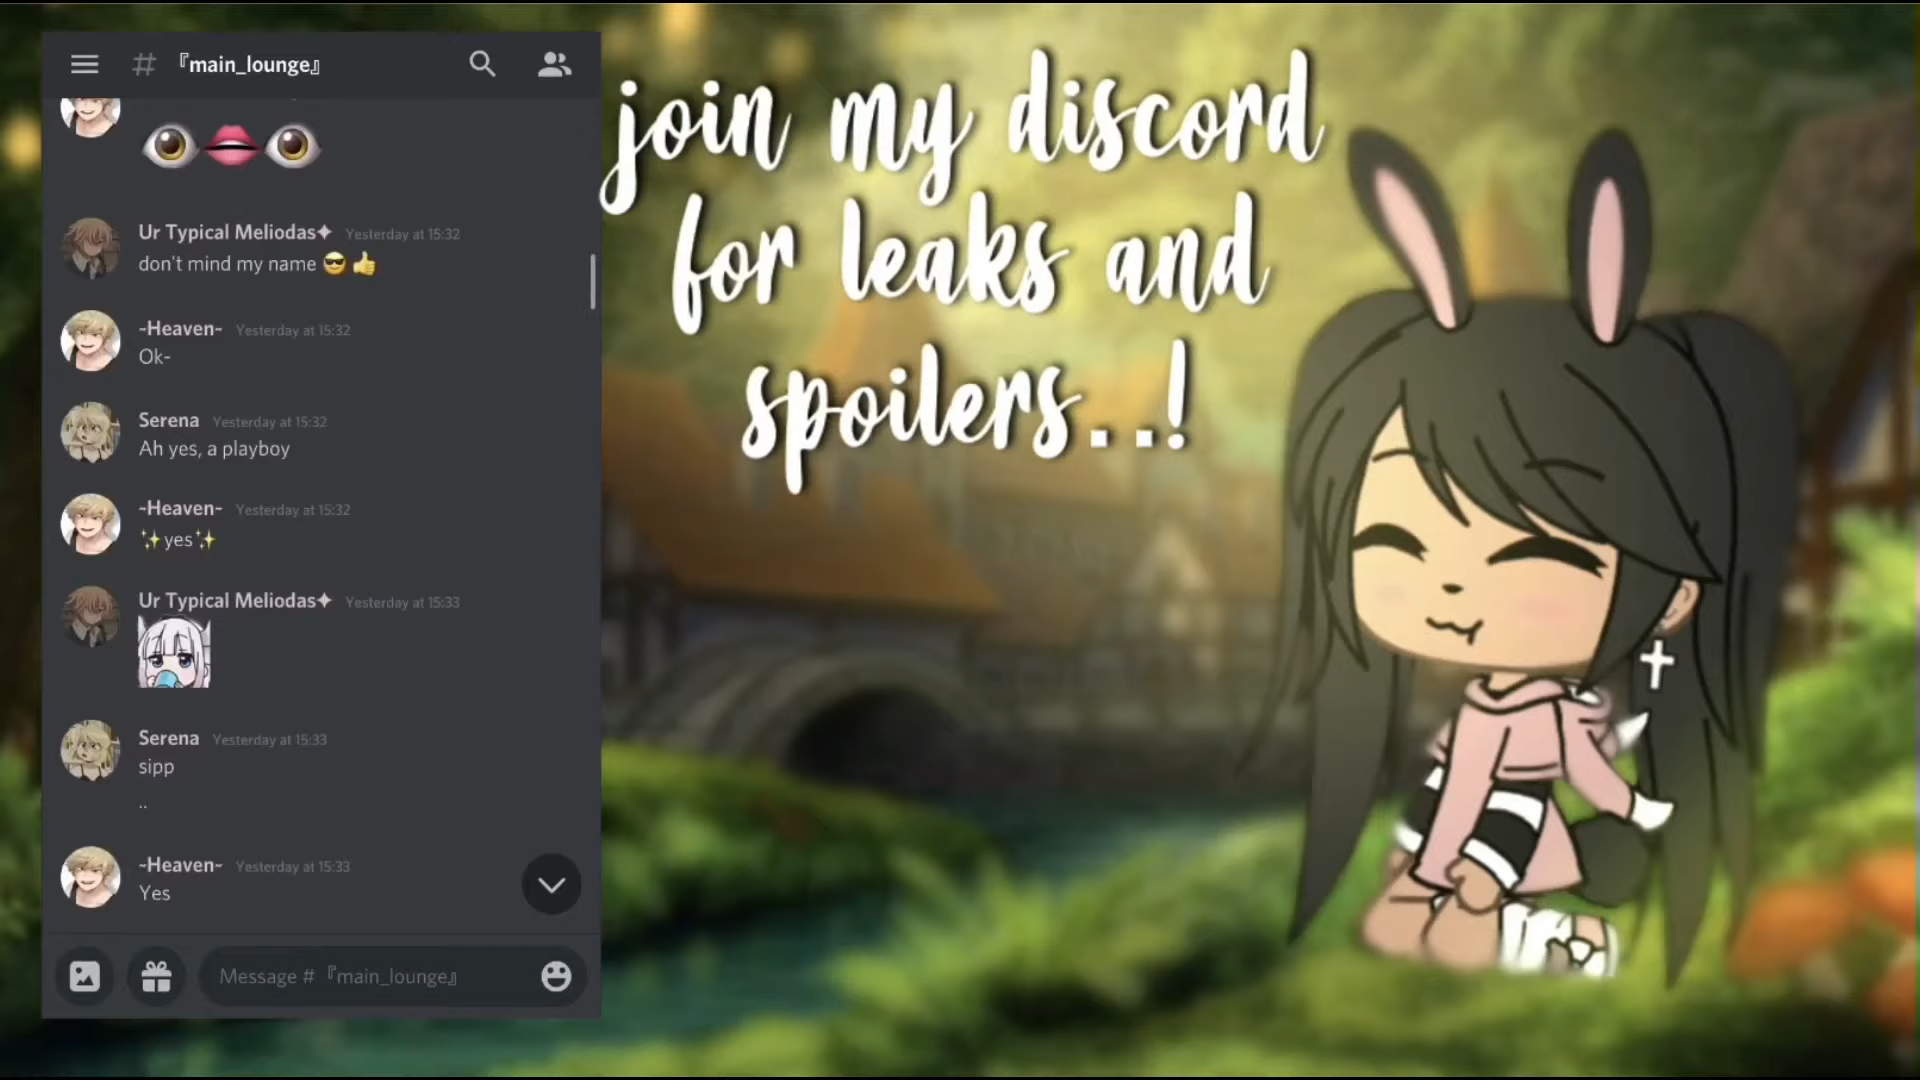 # 『main_lounge』
👁️👄👁️
Ur Typical Meliodas✦ Yesterday at 15:32
don't mind my name 😎👍
-Heaven- Yesterday at 15:32
Ok-
Serena Yesterday at 15:32
Ah yes, a playboy
-Heaven- Yesterday at 15:32
✨yes✨
Ur Typical Meliodas✦ Yesterday at 15:33
Serena Yesterday at 15:33
sipp
..
-Heaven- Yesterday at 15:33
Yes
Message # 『main_lounge』
join my discord
for leaks and
spoilers..!